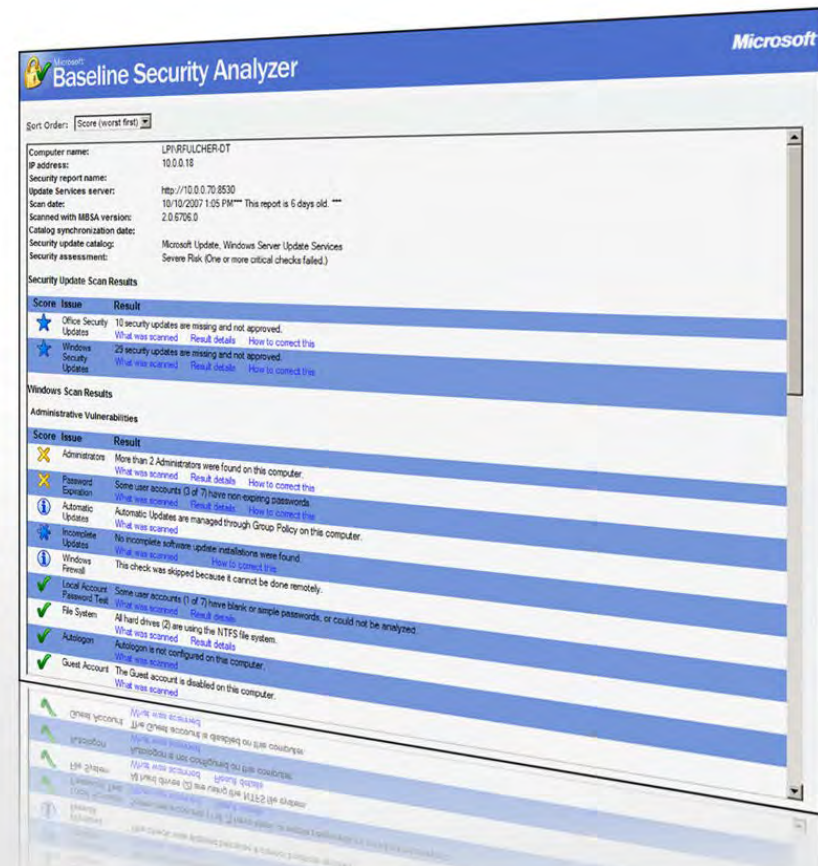 Microsoft
Baseline Security Analyzer
Microsoft
Sort Order: Score (worst first)
Computer name: LPI\RFULCHER-DT
IP address: 10.0.0.18
Security report name:
Update Services server: http://10.0.0.70:8530
Scan date: 10/10/2007 1:05 PM*** This report is 6 days old. ***
Scanned with MBSA version: 2.0.6706.0
Catalog synchronization date:
Security update catalog: Microsoft Update, Windows Server Update Services
Security assessment: Severe Risk (One or more critical checks failed.)
Security Update Scan Results
Score Issue Result
Office Security Updates 10 security updates are missing and not approved.
What was scanned Result details How to correct this
Windows Security Updates 29 security updates are missing and not approved.
What was scanned Result details How to correct this
Windows Scan Results
Administrative Vulnerabilities
Score Issue Result
Administrators More than 2 Administrators were found on this computer.
What was scanned Result details How to correct this
Password Expiration Some user accounts (3 of 7) have non-expiring passwords.
What was scanned Result details How to correct this
Automatic Updates Automatic Updates are managed through Group Policy on this computer.
What was scanned
Incomplete Updates No incomplete software update installations were found.
What was scanned How to correct this
Windows Firewall This check was skipped because it cannot be done remotely.
Local Account Password Test Some user accounts (1 of 7) have blank or simple passwords, or could not be analyzed.
What was scanned Result details
File System All hard drives (2) are using the NTFS file system.
What was scanned Result details
Autologon Autologon is not configured on this computer.
What was scanned
Guest Account The Guest account is disabled on this computer.
What was scanned